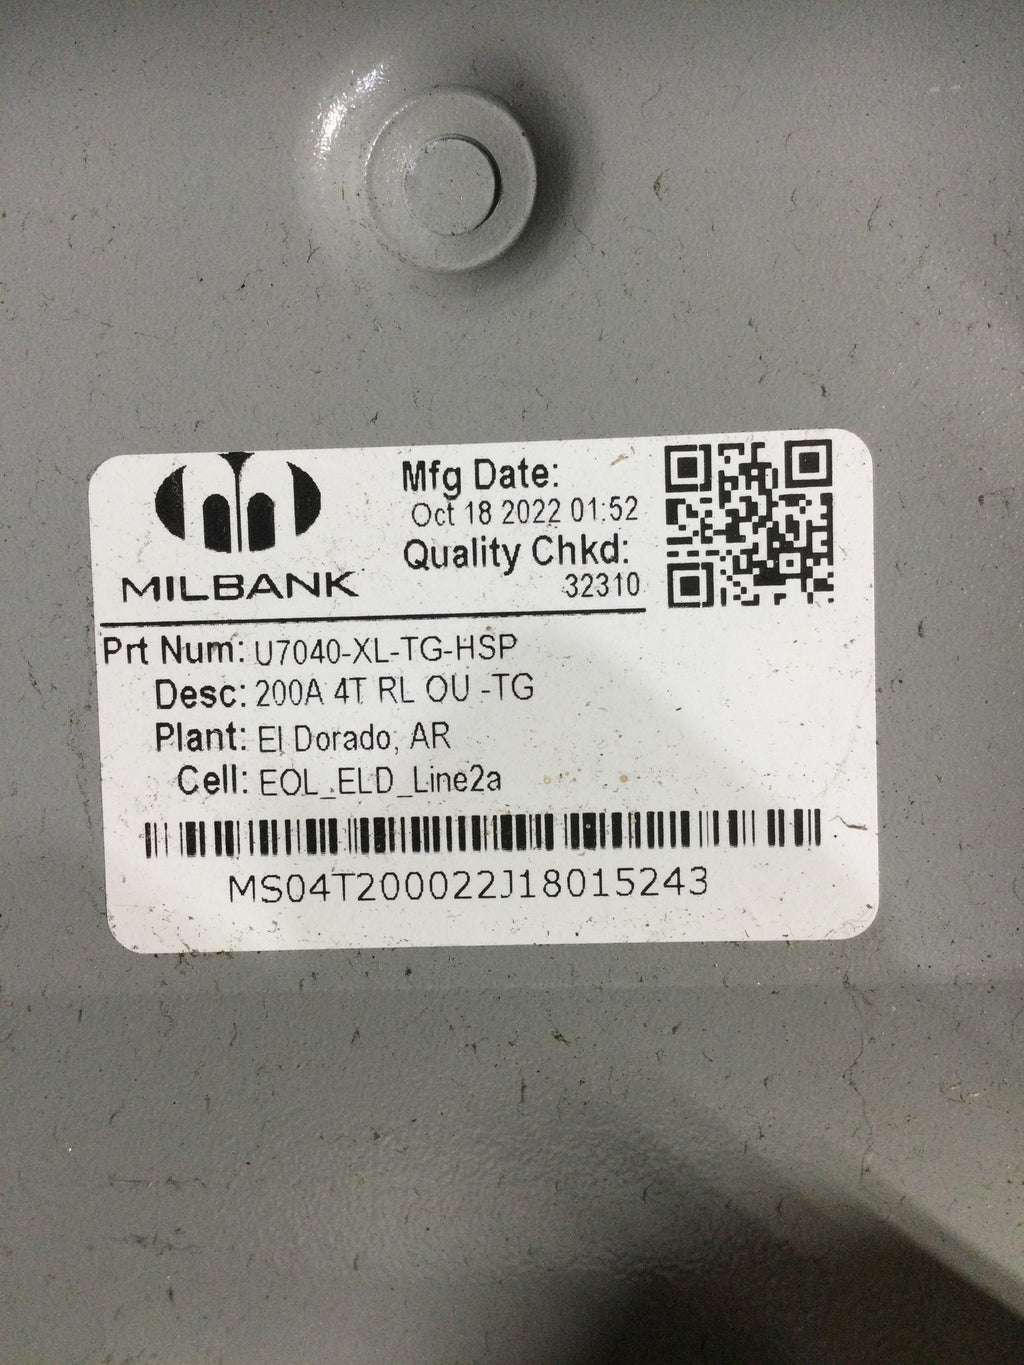 Mfg Date:
Oct 18 2022 01:52
Quality Chkd:
32310
MILBANK
Prt Num: U7040-XL-TG-HSP
Desc: 200A 4T RL OU -TG
Plant: El Dorado, AR
Cell: EOL_ELD_Line2a
MS04T200022J18015243